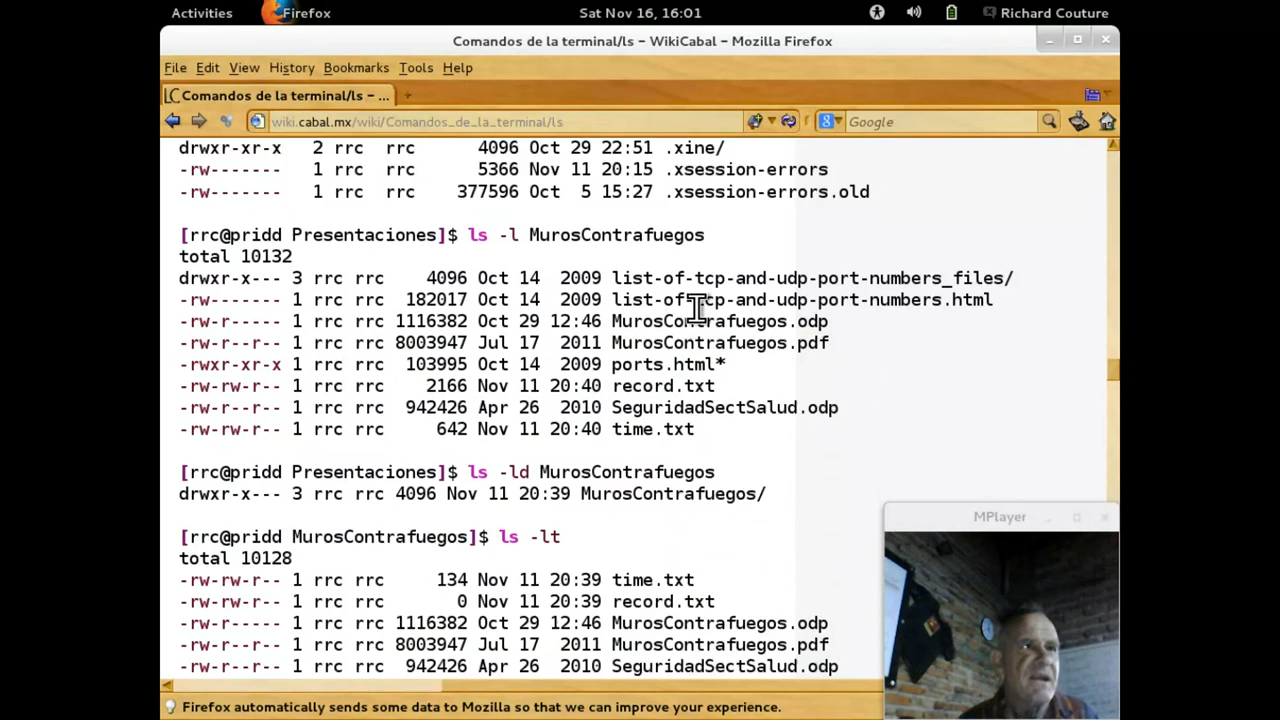 Activities Firefox Sat Nov 16, 16:01 Richard Couture
Comandos de la terminal/ls – WikiCabal – Mozilla Firefox
File Edit View History Bookmarks Tools Help
Comandos de la terminal/ls – ...
wiki.cabal.mx/wiki/Comandos_de_la_terminal/ls Google
drwxr-xr-x 2 rrc rrc 4096 Oct 29 22:51 .xine/
-rw------- 1 rrc rrc 5366 Nov 11 20:15 .xsession-errors
-rw------- 1 rrc rrc 377596 Oct 5 15:27 .xsession-errors.old
[rrc@pridd Presentaciones]$ ls -l MurosContrafuegos
total 10132
drwxr-x--- 3 rrc rrc 4096 Oct 14 2009 list-of-tcp-and-udp-port-numbers_files/
-rw------- 1 rrc rrc 182017 Oct 14 2009 list-of-tcp-and-udp-port-numbers.html
-rw-r----- 1 rrc rrc 1116382 Oct 29 12:46 MurosContrafuegos.odp
-rw-r--r-- 1 rrc rrc 8003947 Jul 17 2011 MurosContrafuegos.pdf
-rwxr-xr-x 1 rrc rrc 103995 Oct 14 2009 ports.html*
-rw-rw-r-- 1 rrc rrc 2166 Nov 11 20:40 record.txt
-rw-r--r-- 1 rrc rrc 942426 Apr 26 2010 SeguridadSectSalud.odp
-rw-rw-r-- 1 rrc rrc 642 Nov 11 20:40 time.txt
[rrc@pridd Presentaciones]$ ls -ld MurosContrafuegos
drwxr-x--- 3 rrc rrc 4096 Nov 11 20:39 MurosContrafuegos/
[rrc@pridd MurosContrafuegos]$ ls -lt
total 10128
-rw-rw-r-- 1 rrc rrc 134 Nov 11 20:39 time.txt
-rw-rw-r-- 1 rrc rrc 0 Nov 11 20:39 record.txt
-rw-r----- 1 rrc rrc 1116382 Oct 29 12:46 MurosContrafuegos.odp
-rw-r--r-- 1 rrc rrc 8003947 Jul 17 2011 MurosContrafuegos.pdf
-rw-r--r-- 1 rrc rrc 942426 Apr 26 2010 SeguridadSectSalud.odp
MPlayer
Firefox automatically sends some data to Mozilla so that we can improve your experience.